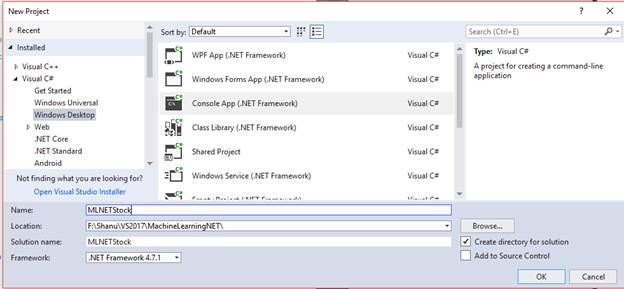 New Project
? ×
Recent
Installed
Visual C++
Visual C#
Get Started
Windows Universal
Windows Desktop
Web
.NET Core
.NET Standard
Android
Not finding what you are looking for?
Open Visual Studio Installer
Sort by: Default
WPF App (.NET Framework) Visual C#
Windows Forms App (.NET Framework) Visual C#
Console App (.NET Framework) Visual C#
Class Library (.NET Framework) Visual C#
Shared Project Visual C#
Windows Service (.NET Framework) Visual C#
Empty Project (.NET Framework) Visual C#
Search (Ctrl+E)
Type: Visual C#
A project for creating a command-line
application
Name: MLNETStock
Location: F:\Shanu\VS2017\MachineLearningNET\
Browse...
Solution name: MLNETStock
Create directory for solution
Framework: .NET Framework 4.7.1
Add to Source Control
OK Cancel